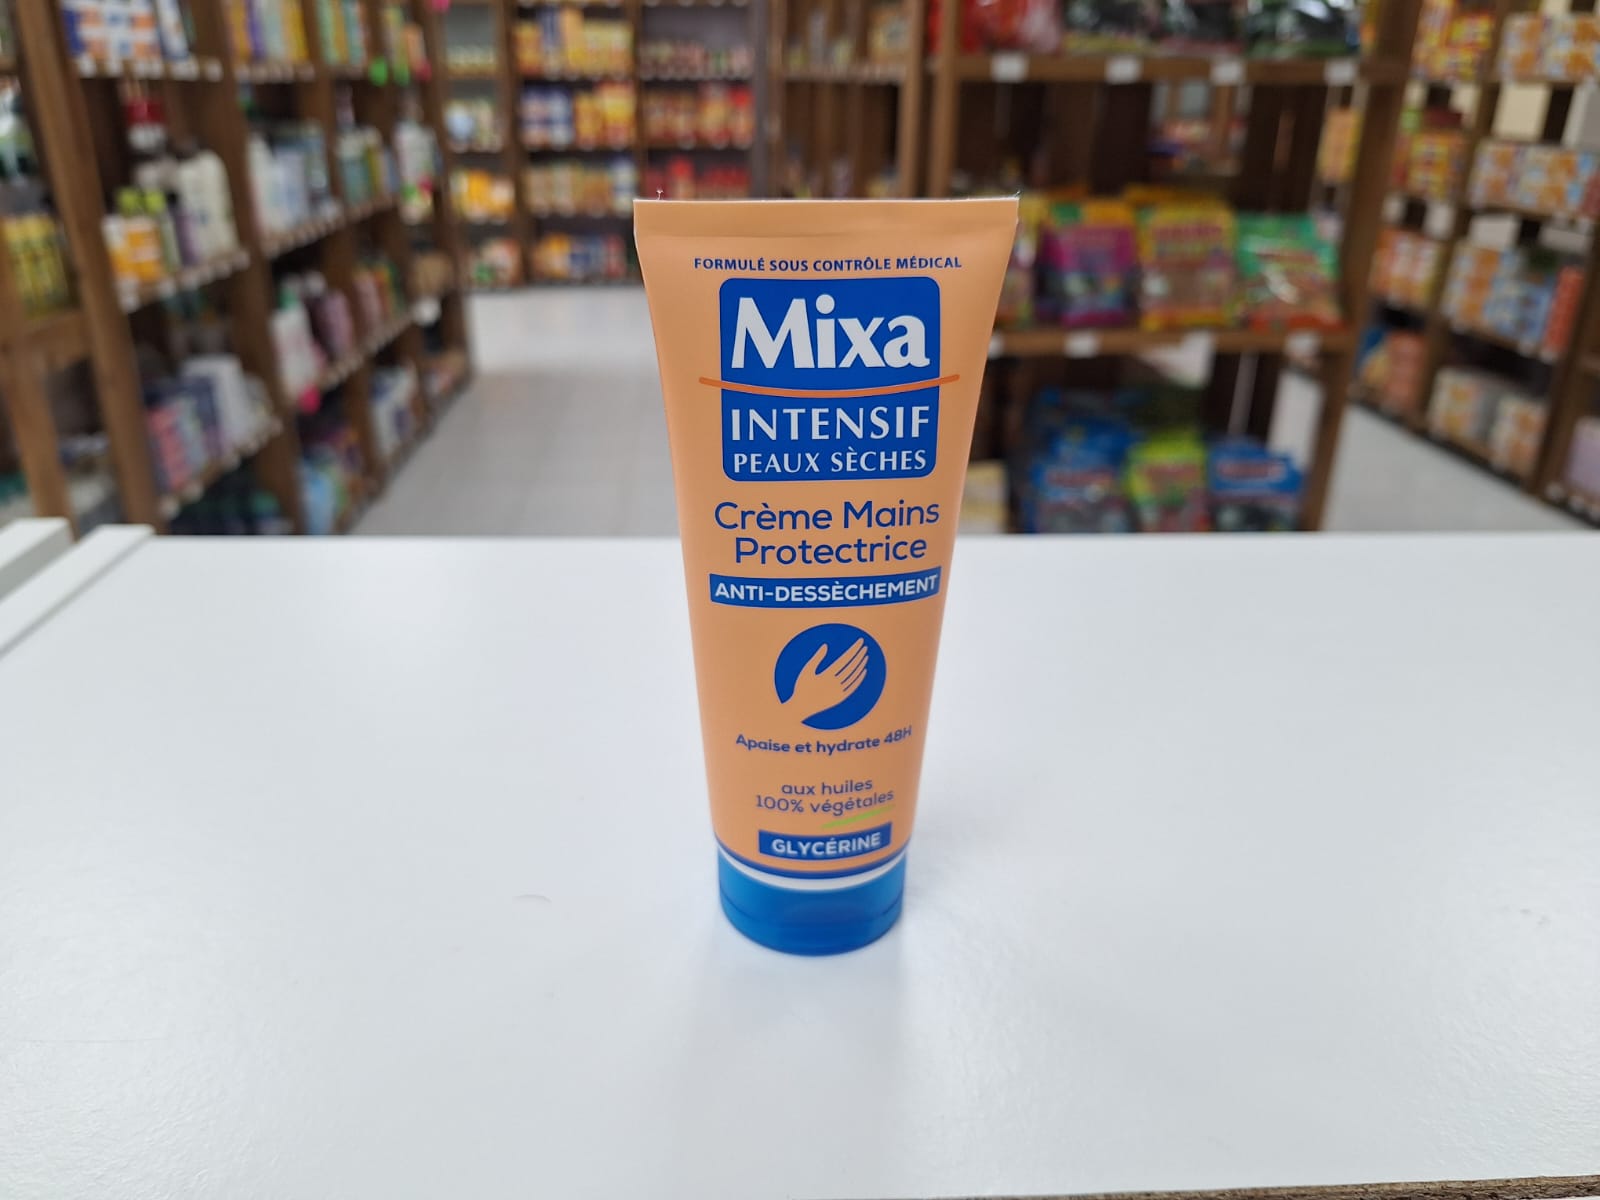 FORMULÉ SOUS CONTRÔLE MÉDICAL
Mixa
INTENSIF
PEAUX SÈCHES
Crème Mains
Protectrice
ANTI-DESSÈCHEMENT
Apaise et hydrate 48H
aux huiles
100% végétales
GLYCÉRINE